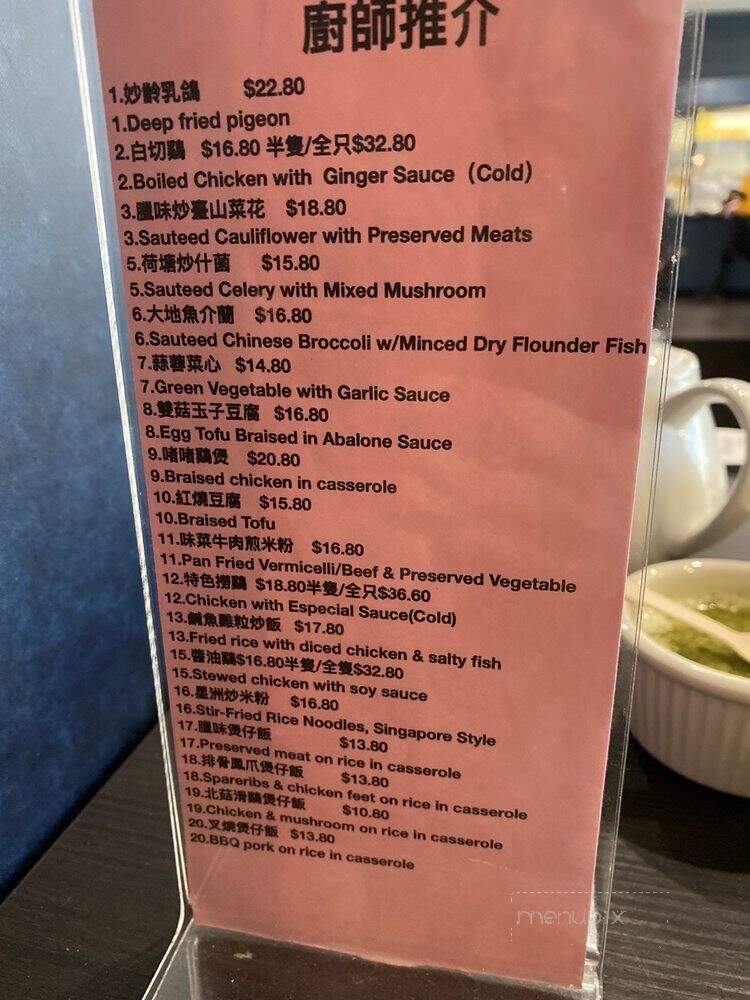 廚師推介
1.妙齡乳鴿 $22.80
1.Deep fried pigeon
2.白切鷄 $16.80 半隻/全只$32.80
2.Boiled Chicken with Ginger Sauce（Cold）
3.臘味炒臺山菜花 $18.80
3.Sauteed Cauliflower with Preserved Meats
5.荷塘炒什菌 $15.80
5.Sauteed Celery with Mixed Mushroom
6.大地魚介蘭 $16.80
6.Sauteed Chinese Broccoli w/Minced Dry Flounder Fish
7.蒜蓉菜心 $14.80
7.Green Vegetable with Garlic Sauce
8.雙菇玉子豆腐 $16.80
8.Egg Tofu Braised in Abalone Sauce
9.啫啫鷄煲 $20.80
9.Braised chicken in casserole
10.紅燒豆腐 $15.80
10.Braised Tofu
11.味菜牛肉煎米粉 $16.80
11.Pan Fried Vermicelli/Beef & Preserved Vegetable
12.特色撈鷄 $18.80半隻/全只$36.60
12.Chicken with Especial Sauce(Cold)
13.鹹魚雞粒炒飯 $17.80
13.Fried rice with diced chicken & salty fish
15.醬油鷄$16.80半隻/全隻$32.80
15.Stewed chicken with soy sauce
16.星洲炒米粉 $16.80
16.Stir-Fried Rice Noodles, Singapore Style
17.臘味煲仔飯 $13.80
17.Preserved meat on rice in casserole
18.排骨鳳爪煲仔飯 $13.80
18.Spareribs & chicken feet on rice in casserole
19.北菇滑鷄煲仔飯 $10.80
19.Chicken & mushroom on rice in casserole
20.叉燒煲仔飯 $13.80
20.BBQ pork on rice in casserole
menupix